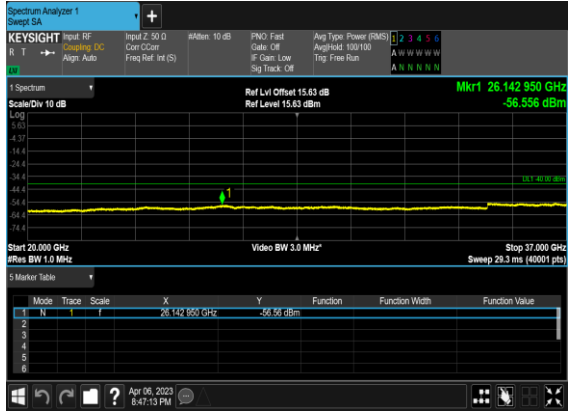 Spectrum Analyzer 1
Swept SA
KEYSIGHT Input: RF Input Z: 50 Ω #Atten: 10 dB PNO: Fast Avg Type: Power (RMS) 1 2 3 4 5 6
R T Coupling: DC Corr CCorr Gate: Off Avg|Hold: 100/100 A W W W W W
Align: Auto Freq Ref: Int (S) IF Gain: Low Trig: Free Run
LXI Sig Track: Off A N N N N N
1 Spectrum Ref Lvl Offset 15.63 dB Mkr1 26.142 950 GHz
Scale/Div 10 dB Ref Level 15.63 dBm -56.556 dBm
Log
5.63
-4.37
-14.4
-24.4
-34.4
DL1 -40.00 dBm
-44.4
1
-54.4
-64.4
-74.4
Start 20.000 GHz Video BW 3.0 MHz* Stop 37.000 GHz
#Res BW 1.0 MHz Sweep 29.3 ms (40001 pts)
5 Marker Table
Mode Trace Scale X Y Function Function Width Function Value
1 N 1 f 26.142 950 GHz -56.56 dBm
2
3
4
5
6
? Apr 06, 2023
8:47:13 PM